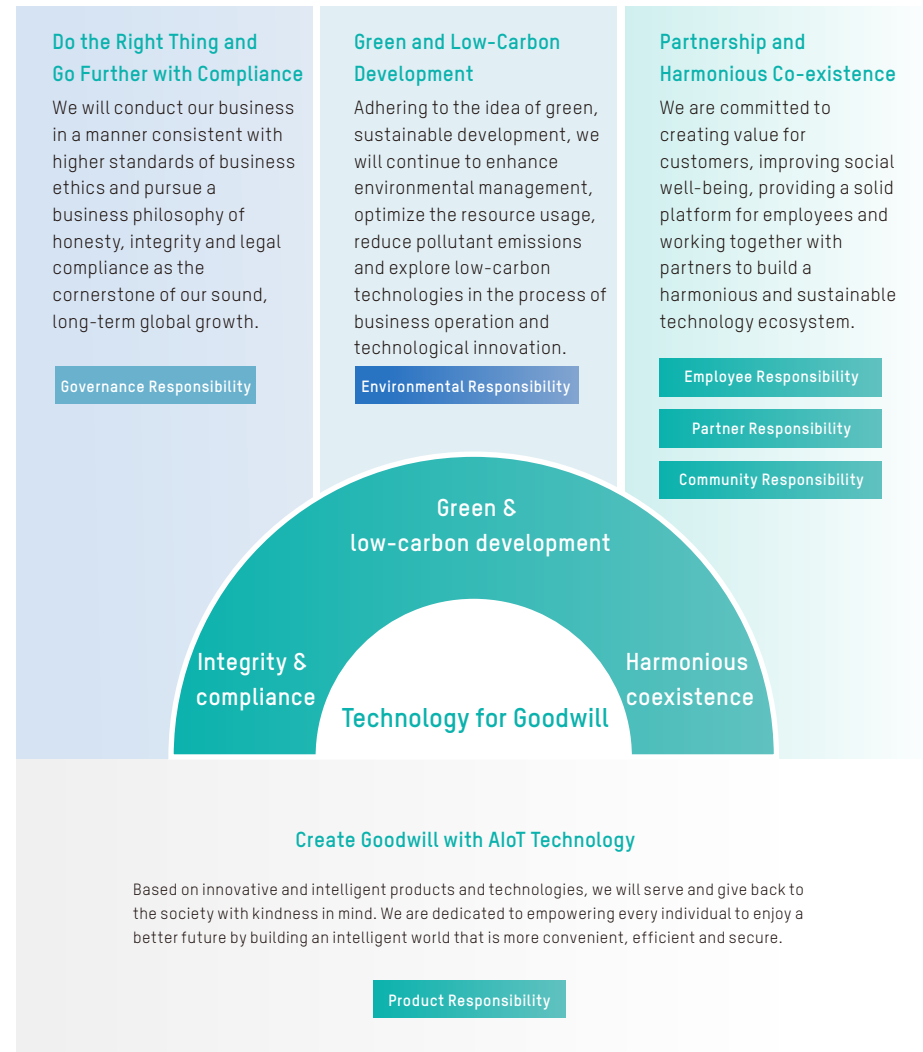 Do the Right Thing and
Go Further with Compliance
We will conduct our business
in a manner consistent with
higher standards of business
ethics and pursue a
business philosophy of
honesty, integrity and legal
compliance as the
cornerstone of our sound,
long-term global growth.
Governance Responsibility
Green and Low-Carbon
Development
Adhering to the idea of green,
sustainable development, we
will continue to enhance
environmental management,
optimize the resource usage,
reduce pollutant emissions
and explore low-carbon
technologies in the process of
business operation and
technological innovation.
Environmental Responsibility
Partnership and
Harmonious Co-existence
We are committed to
creating value for
customers, improving social
well-being, providing a solid
platform for employees and
working together with
partners to build a
harmonious and sustainable
technology ecosystem.
Employee Responsibility
Partner Responsibility
Community Responsibility
Green &
low-carbon development
Integrity &
compliance
Harmonious
coexistence
Technology for Goodwill
Create Goodwill with AIoT Technology
Based on innovative and intelligent products and technologies, we will serve and give back to
the society with kindness in mind. We are dedicated to empowering every individual to enjoy a
better future by building an intelligent world that is more convenient, efficient and secure.
Product Responsibility